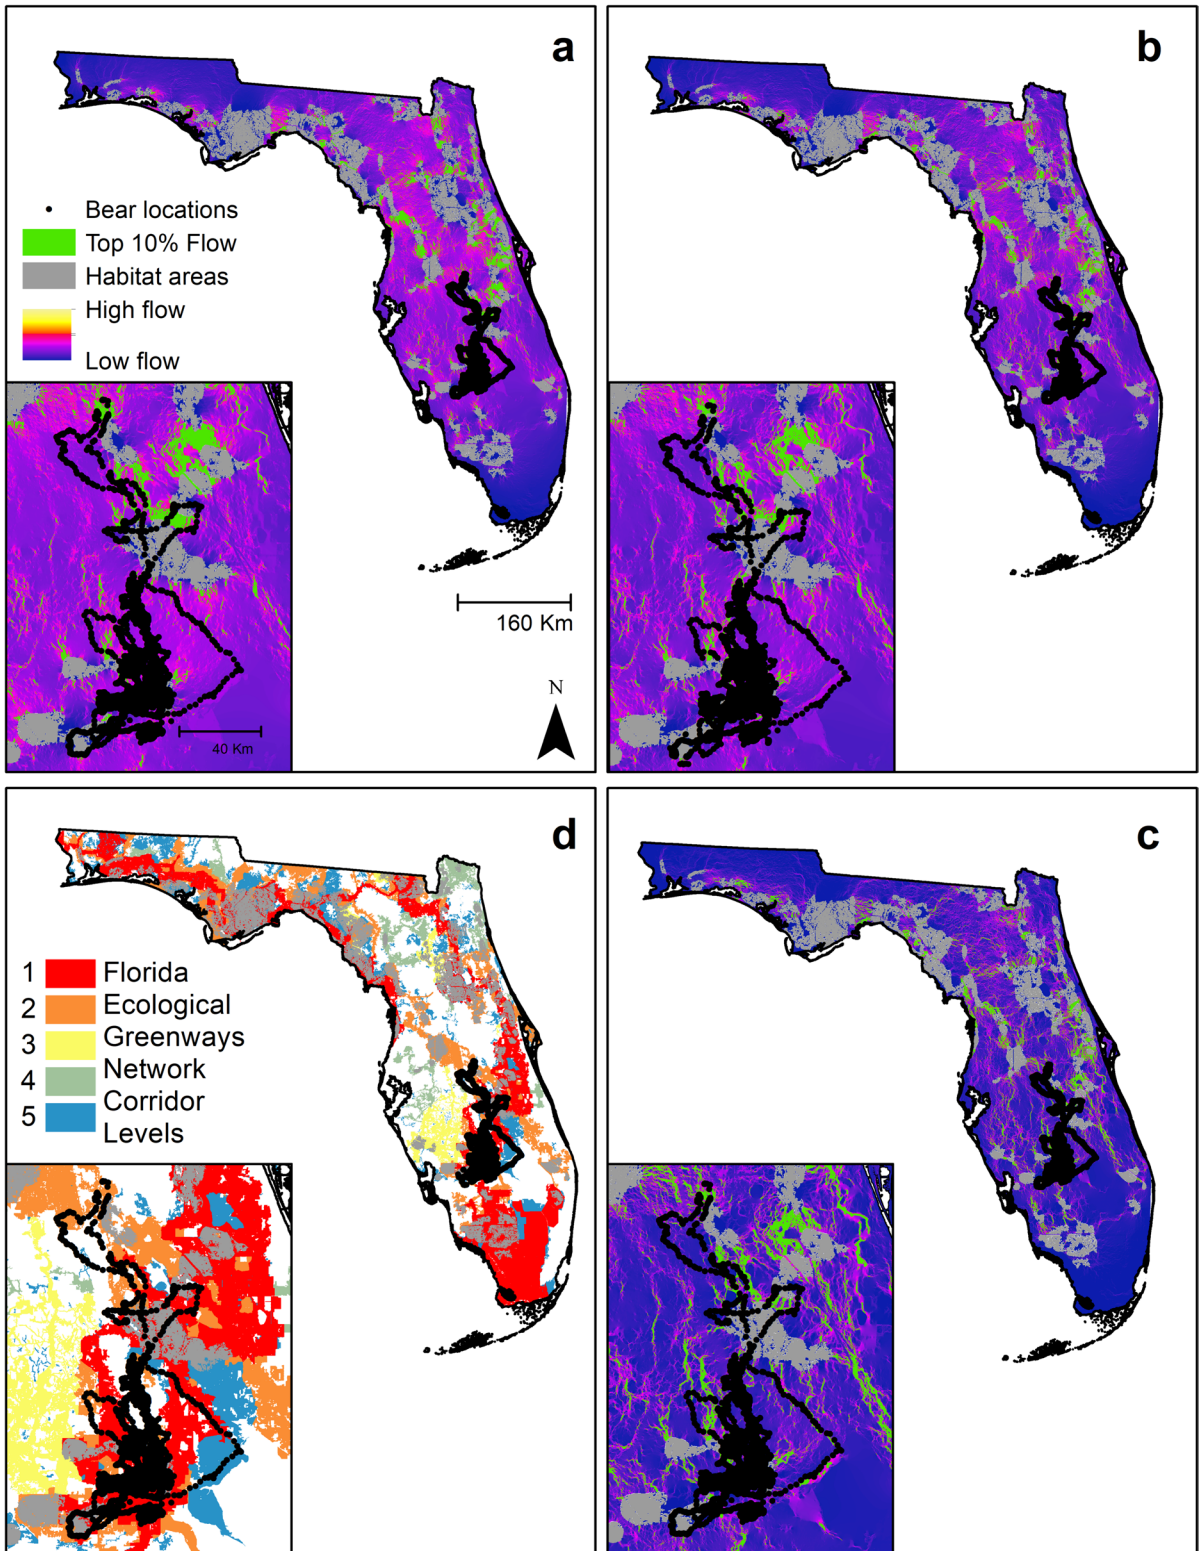 a
Bear locations
Top 10% Flow
Habitat areas
High flow
Low flow
160 Km
N
40 Km
b
d
1 Florida
2 Ecological
3 Greenways
4 Network
5 Corridor
Levels
c